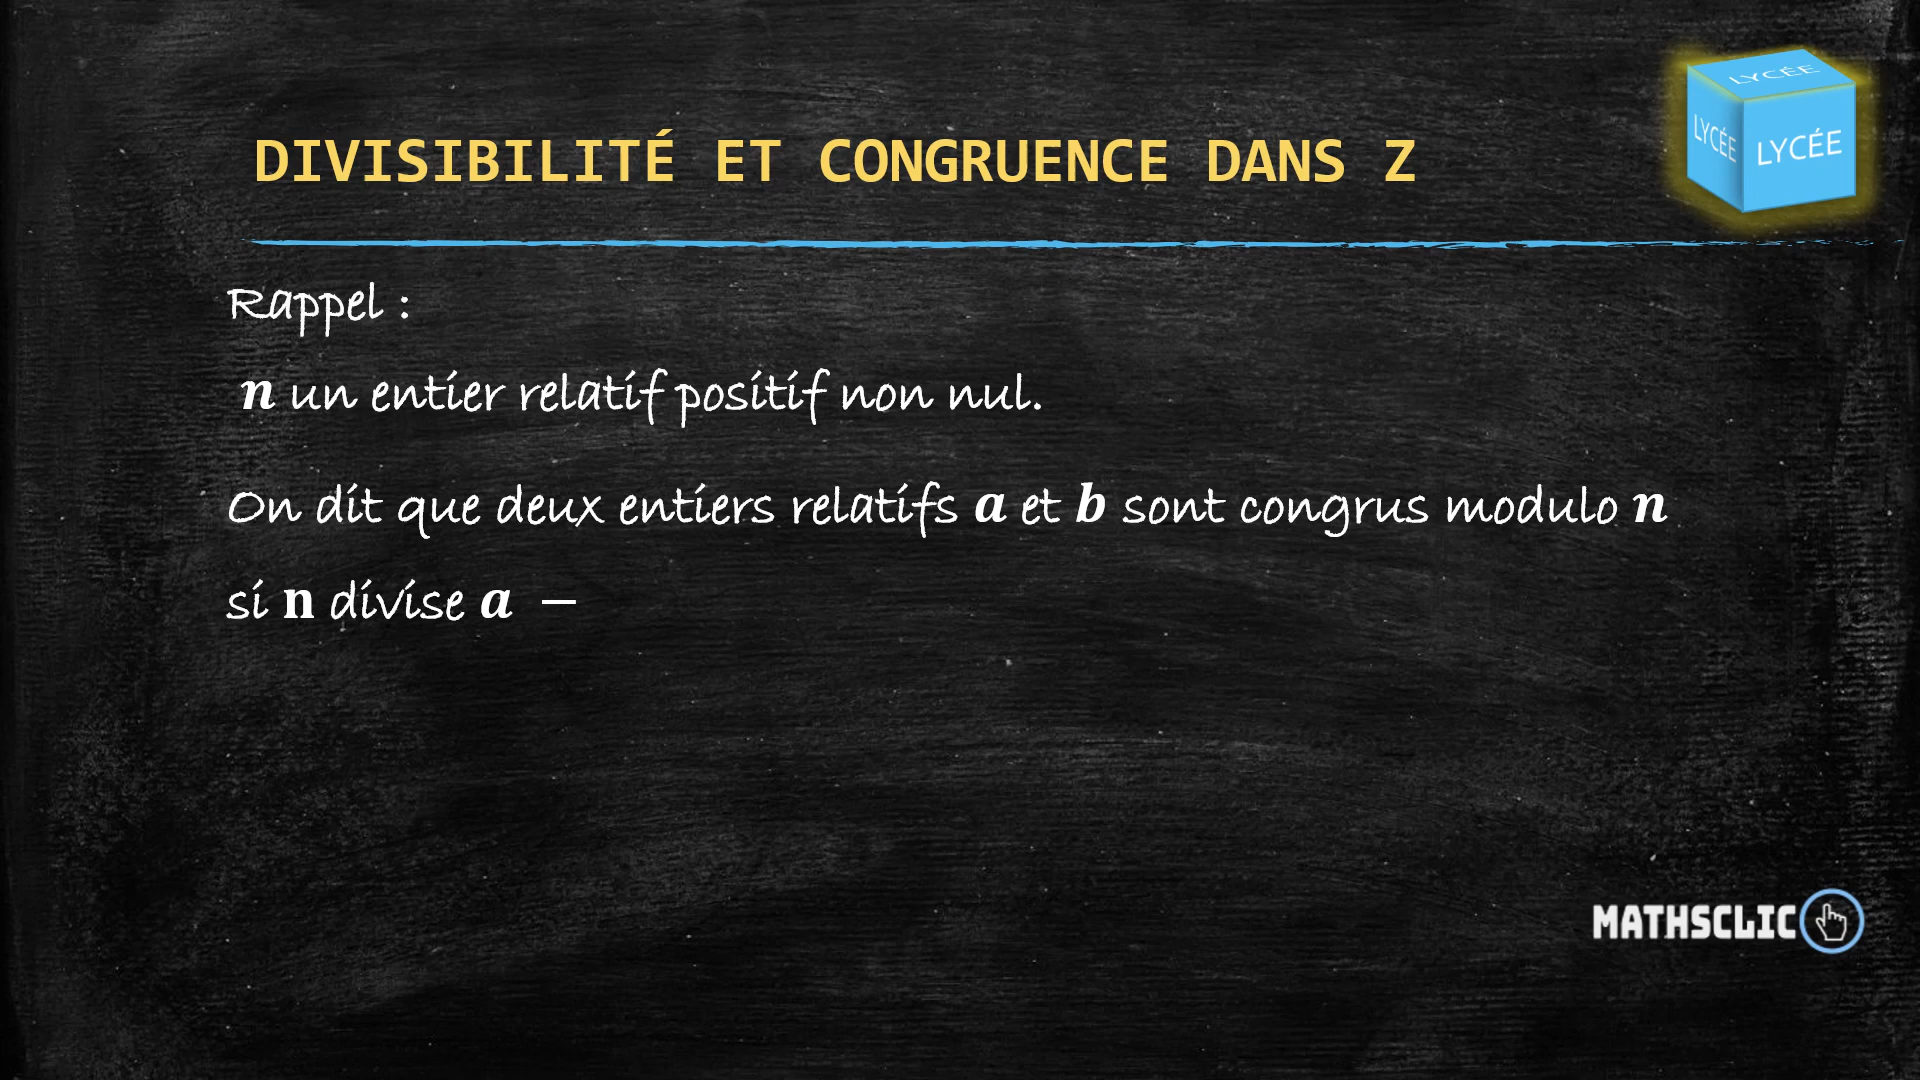 LYCÉE
LYCÉE
LYCÉE
DIVISIBILITÉ ET CONGRUENCE DANS Z
Rappel :
n un entier relatif positif non nul.
On dit que deux entiers relatifs a et b sont congrus modulo n
si n divise a −
MATHSCLIC